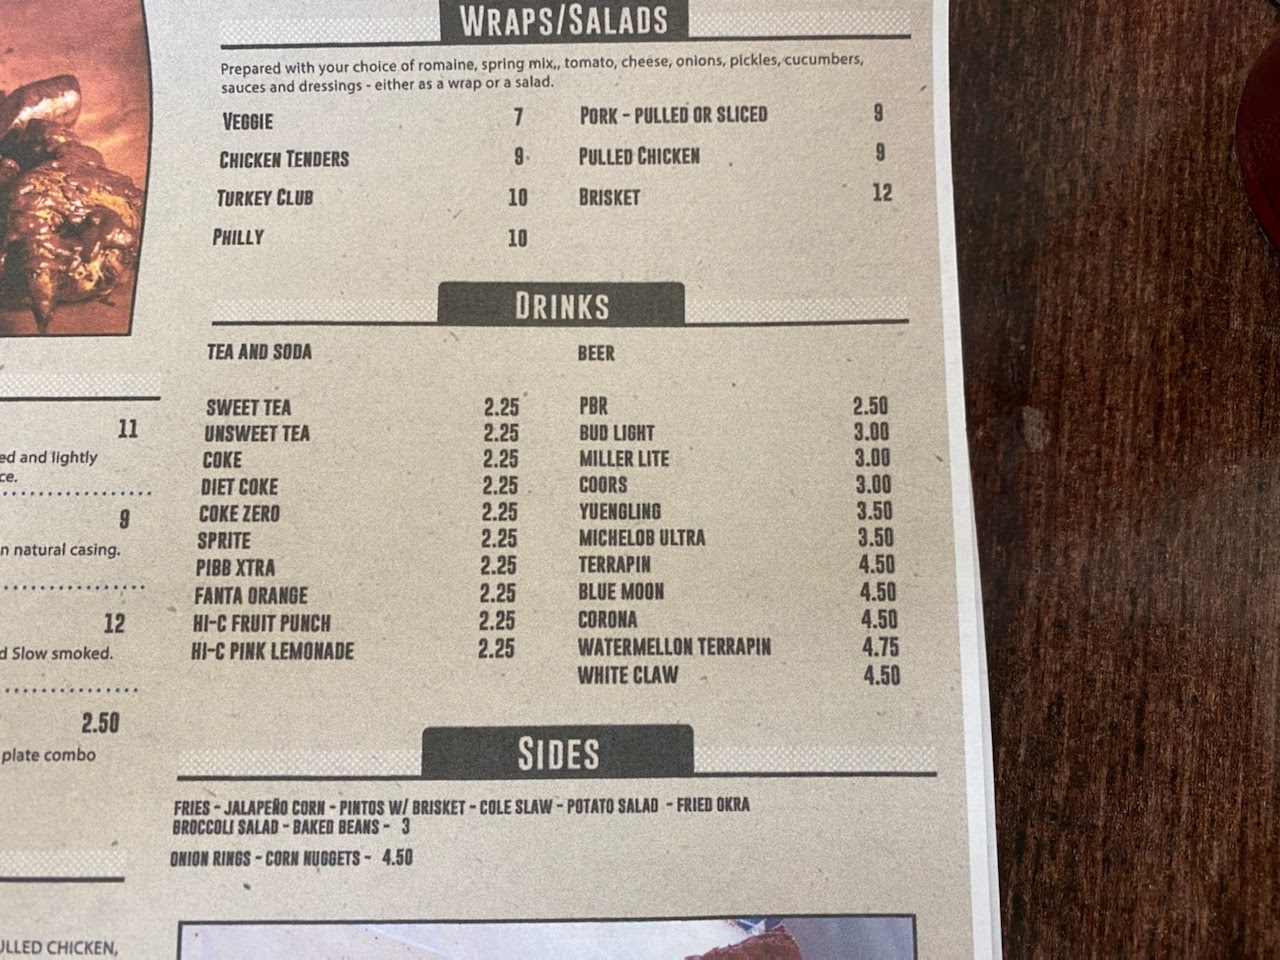 WRAPS/SALADS
Prepared with your choice of romaine, spring mix,, tomato, cheese, onions, pickles, cucumbers,
sauces and dressings - either as a wrap or a salad.
VEGGIE 7
CHICKEN TENDERS 9
TURKEY CLUB 10
PHILLY 10
PORK - PULLED OR SLICED 9
PULLED CHICKEN 9
BRISKET 12
DRINKS
TEA AND SODA
SWEET TEA 2.25
UNSWEET TEA 2.25
COKE 2.25
DIET COKE 2.25
COKE ZERO 2.25
SPRITE 2.25
PIBB XTRA 2.25
FANTA ORANGE 2.25
HI-C FRUIT PUNCH 2.25
HI-C PINK LEMONADE 2.25
BEER
PBR 2.50
BUD LIGHT 3.00
MILLER LITE 3.00
COORS 3.00
YUENGLING 3.50
MICHELOB ULTRA 3.50
TERRAPIN 4.50
BLUE MOON 4.50
CORONA 4.50
WATERMELLON TERRAPIN 4.75
WHITE CLAW 4.50
SIDES
FRIES - JALAPEÑO CORN - PINTOS W/ BRISKET - COLE SLAW - POTATO SALAD - FRIED OKRA
BROCCOLI SALAD - BAKED BEANS - 3
ONION RINGS - CORN NUGGETS - 4.50
11
and lightly
9
natural casing.
12
Slow smoked.
2.50
plate combo
CHICKEN,